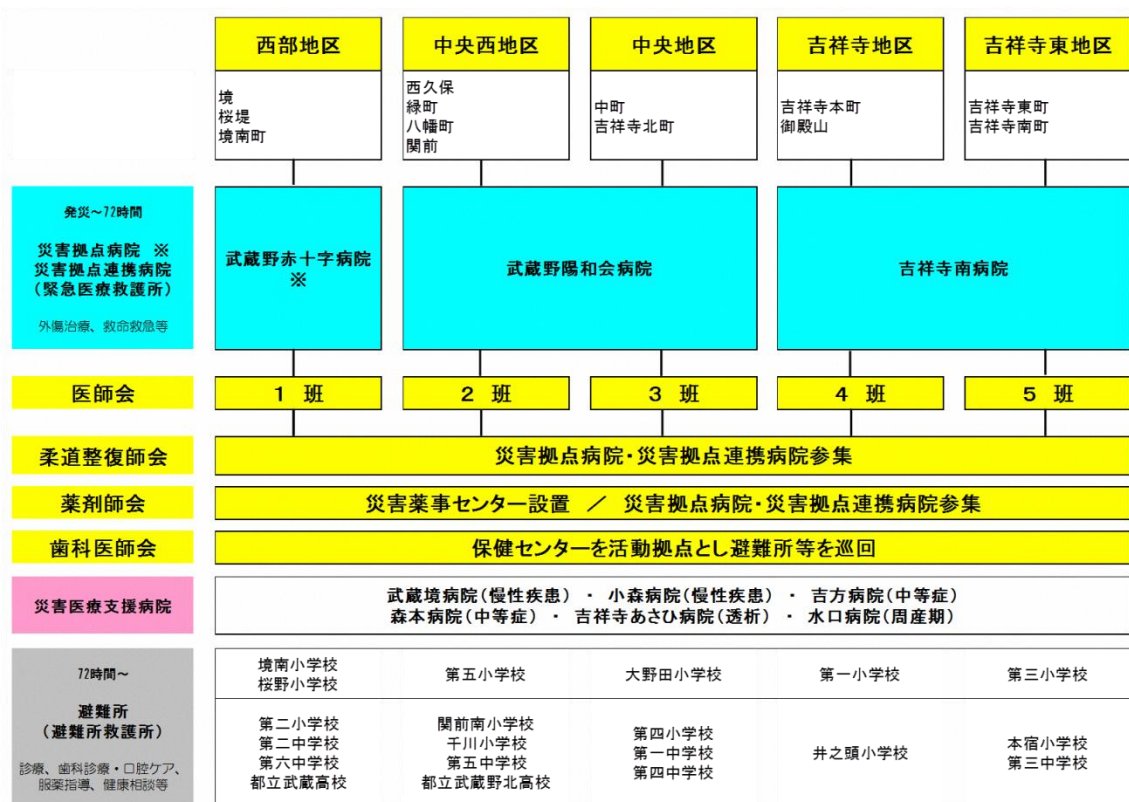 西部地区
中央西地区
中央地区
吉祥寺地区
吉祥寺東地区
境
桜堤
境南町
西久保
緑町
八幡町
関前
中町
吉祥寺北町
吉祥寺本町
御殿山
吉祥寺東町
吉祥寺南町
発災～72時間
災害拠点病院 ※
災害拠点連携病院
（緊急医療救護所）
外傷治療、救命救急等
武蔵野赤十字病院
※
武蔵野陽和会病院
吉祥寺南病院
医師会
1 班
2 班
3 班
4 班
5 班
柔道整復師会
災害拠点病院・災害拠点連携病院参集
薬剤師会
災害薬事センター設置 ／ 災害拠点病院・災害拠点連携病院参集
歯科医師会
保健センターを活動拠点とし避難所等を巡回
災害医療支援病院
武蔵境病院（慢性疾患） ・ 小森病院（慢性疾患） ・ 吉方病院（中等症）
森本病院（中等症） ・ 吉祥寺あさひ病院（透析） ・ 水口病院（周産期）
72時間～
避難所
（避難所救護所）
診療、歯科診療・口腔ケア、
服薬指導、健康相談等
境南小学校
桜野小学校
第五小学校
大野田小学校
第一小学校
第三小学校
第二小学校
第二中学校
第六中学校
都立武蔵高校
関前南小学校
千川小学校
第五中学校
都立武蔵野北高校
第四小学校
第一中学校
第四中学校
井之頭小学校
本宿小学校
第三中学校